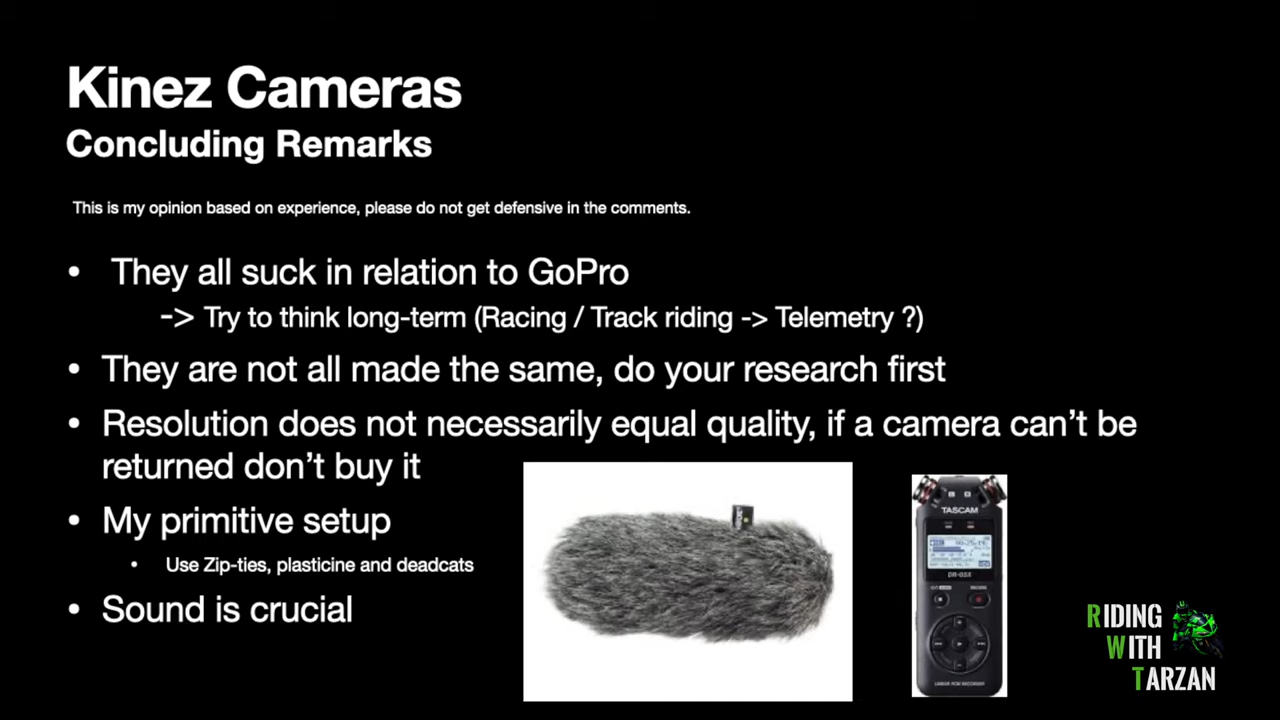 Kinez Cameras
Concluding Remarks
This is my opinion based on experience, please do not get defensive in the comments.
• They all suck in relation to GoPro
-> Try to think long-term (Racing / Track riding -> Telemetry ?)
• They are not all made the same, do your research first
• Resolution does not necessarily equal quality, if a camera can’t be
returned don’t buy it
• My primitive setup
• Use Zip-ties, plasticine and deadcats
• Sound is crucial
TASCAM
LINEAR PCM RECORDER
RIDING
WITH
TARZAN